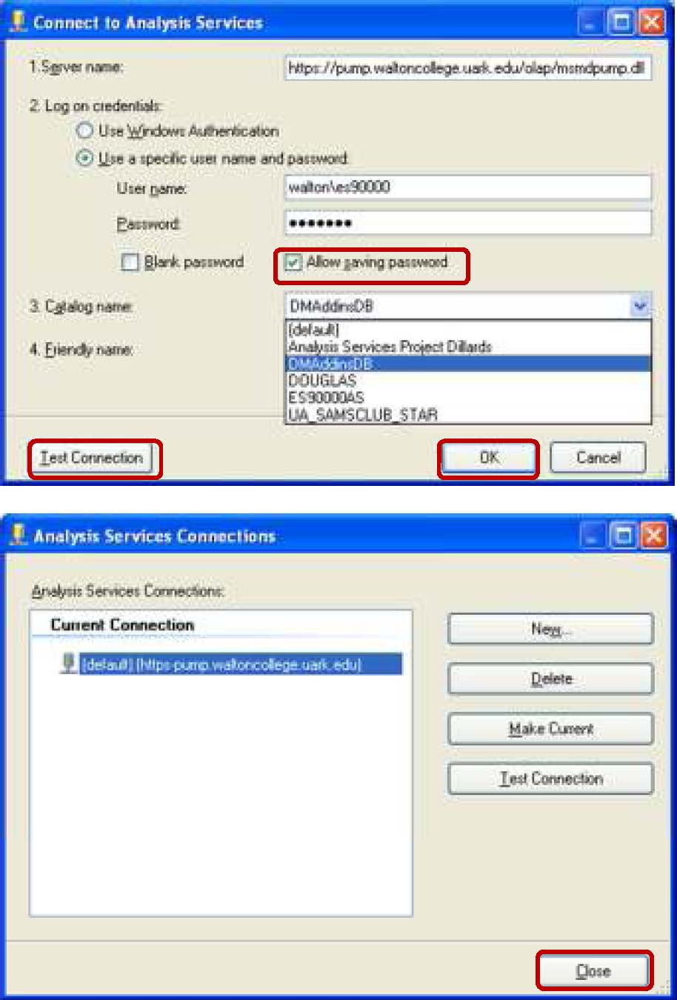 Connect to Analysis Services
1.Server name:
https://pump.waltoncollege.uark.edu/olap/msmdpump.dll
2. Log on credentials:
Use Windows Authentication
Use a specific user name and password
User name:
walton\es90000
Password:
•••••••
Blank password
Allow saving password
3. Catalog name:
DMAddinsDB
(default)
Analysis Services Project Dillards
DMAddinsDB
DOUGLAS
ES90000AS
UA_SAMSCLUB_STAR
4. Friendly name:
Test Connection
OK
Cancel
Analysis Services Connections
Analysis Services Connections:
Current Connection
(default) (https-pump.waltoncollege.uark.edu)
New...
Delete
Make Current
Test Connection
Close